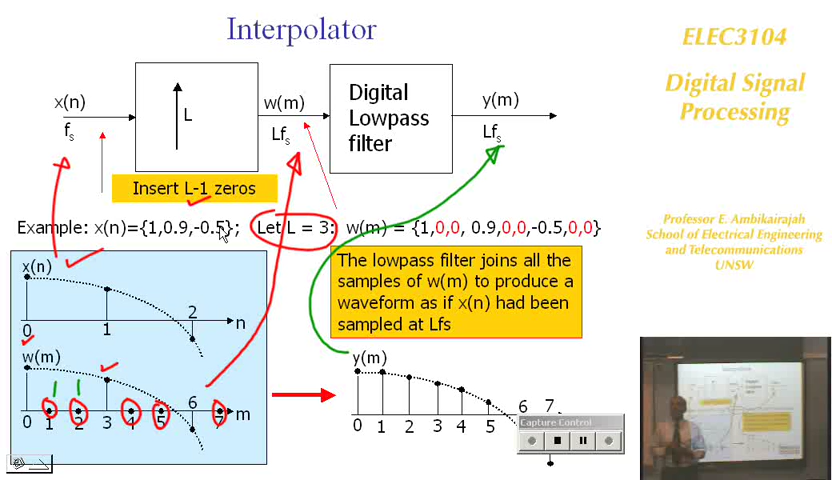 Interpolator
x(n)
fs
L
w(m)
Lfs
Digital
Lowpass
filter
y(m)
Lfs
Insert L-1 zeros
Example: x(n)={1,0.9,-0.5}; Let L = 3: w(m) = {1,0,0, 0.9,0,0,-0.5,0,0}
The lowpass filter joins all the
samples of w(m) to produce a
waveform as if x(n) had been
sampled at Lfs
x(n)
0 1 2 n
w(m)
0 1 2 3 4 5 6 7 m
y(m)
0 1 2 3 4 5 6 7
Capture Control
ELEC3104
Digital Signal
Processing
Professor E. Ambikairajah
School of Electrical Engineering
and Telecommunications
UNSW